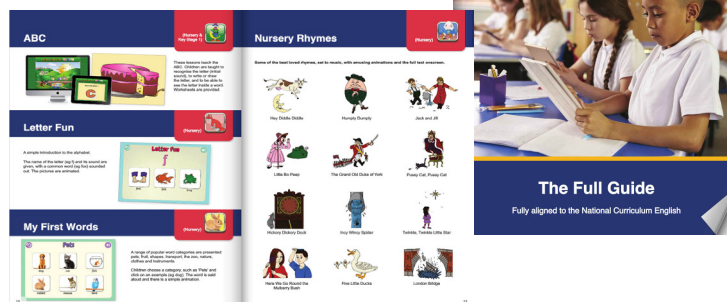 ABC
(Nursery &
Key Stage 1)
These lessons teach the
ABC. Children are taught to
recognise the letter (initial
sound), to write or draw
the letter, and to be able to
see the letter inside a word.
Worksheets are provided.
c
Letter Fun
(Nursery)
A simple introduction to the alphabet.
The name of the letter (eg f) and its sound are
given, with a common word (eg fox) sounded
out. The pictures are animated.
Letter Fun
f
My First Words
(Nursery)
Pets
A range of popular word categories are presented:
pets, fruit, shapes, transport, the zoo, nature,
clothes and instruments.
Children choose a category, such as 'Pets' and
click on an example (eg dog). The word is said
aloud and there is a simple animation.
Nursery Rhymes
(Nursery)
Some of the best-loved rhymes, set to music, with amazing animations and the full text onscreen.
Hey Diddle Diddle
Humpty Dumpty
Jack and Jill
Little Bo Peep
The Grand Old Duke of York
Pussy Cat, Pussy Cat
Hickory Dickory Dock
Incy Wincy Spider
Twinkle, Twinkle Little Star
Here We Go Round the
Mulberry Bush
Five Little Ducks
London Bridge
The Full Guide
Fully aligned to the National Curriculum English